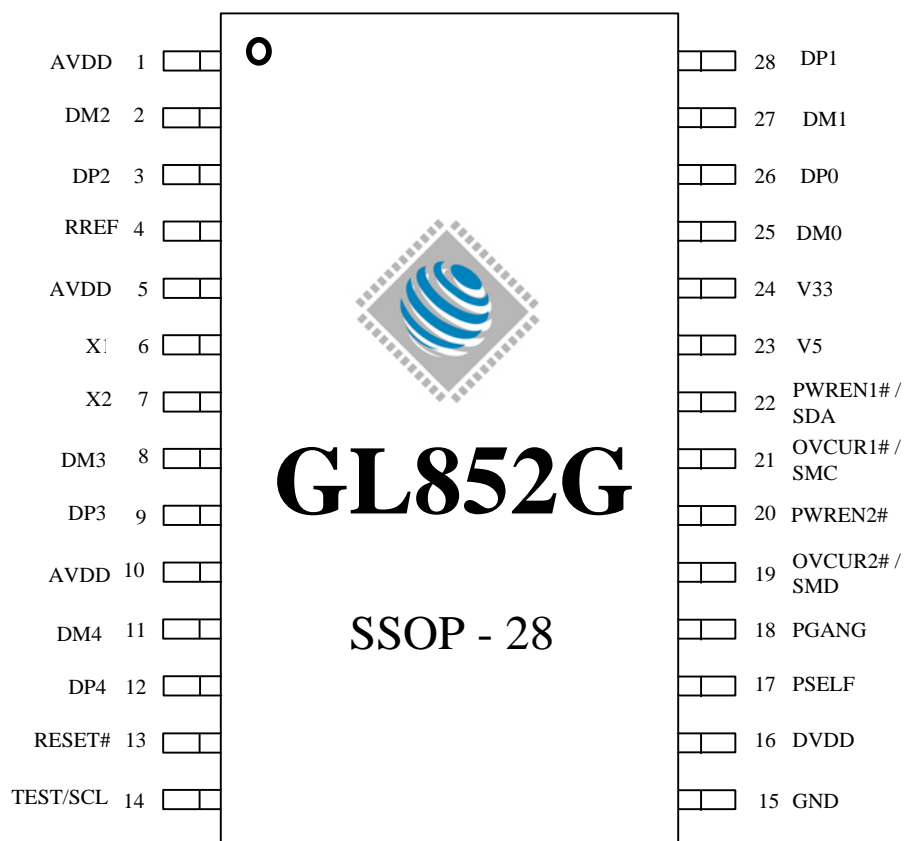 AVDD 1
DM2 2
DP2 3
RREF 4
AVDD 5
X1 6
X2 7
DM3 8
DP3 9
AVDD 10
DM4 11
DP4 12
RESET# 13
TEST/SCL 14
GL852G
SSOP - 28
28 DP1
27 DM1
26 DP0
25 DM0
24 V33
23 V5
22 PWREN1# /
SDA
21 OVCUR1# /
SMC
20 PWREN2#
19 OVCUR2# /
SMD
18 PGANG
17 PSELF
16 DVDD
15 GND